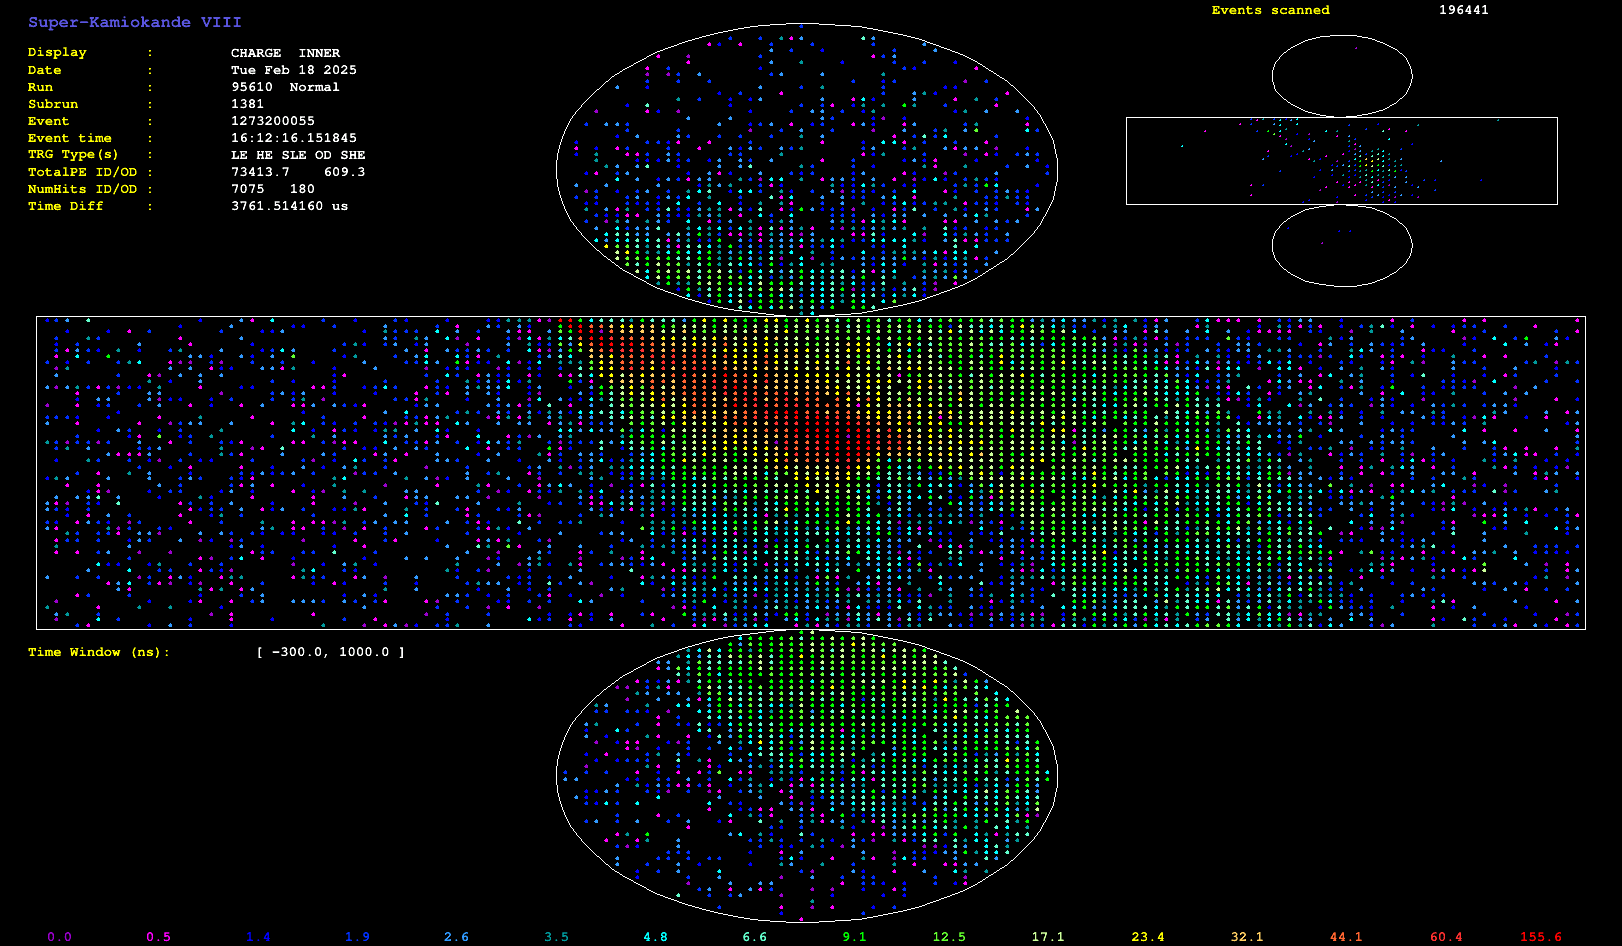 Super-Kamiokande VIII
Events scanned 196441
Display : CHARGE INNER
Date : Tue Feb 18 2025
Run : 95610 Normal
Subrun : 1381
Event : 1273200055
Event time : 16:12:16.151845
TRG Type(s) : LE HE SLE OD SHE
TotalPE ID/OD : 73413.7 609.3
NumHits ID/OD : 7075 180
Time Diff : 3761.514160 us
Time Window (ns): [ -300.0, 1000.0 ]
0.0 0.5 1.4 1.9 2.6 3.5 4.8 6.6 9.1 12.5 17.1 23.4 32.1 44.1 60.4 155.6